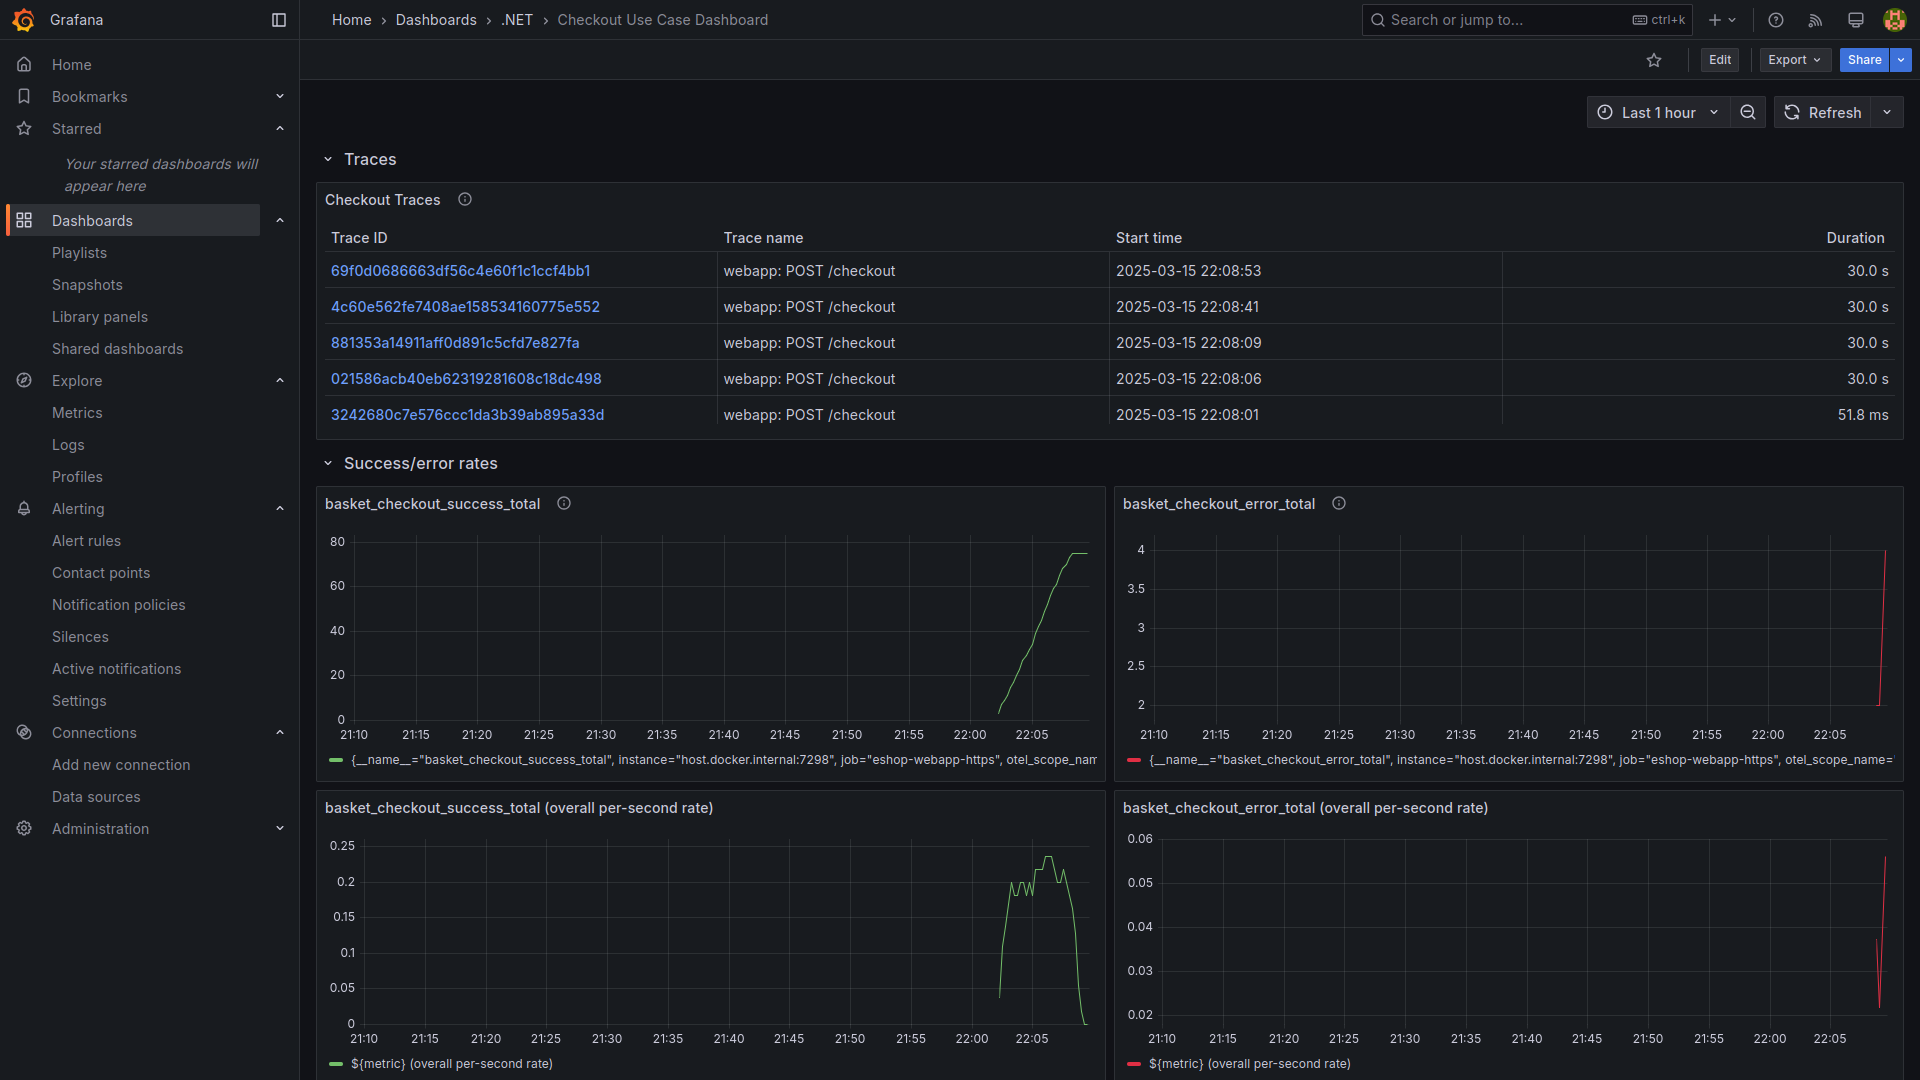 Grafana
Home › Dashboards › .NET › Checkout Use Case Dashboard
Search or jump to...
ctrl+k
Edit
Export
Share
Home
Bookmarks
Starred
Your starred dashboards will
appear here
Dashboards
Playlists
Snapshots
Library panels
Shared dashboards
Explore
Metrics
Logs
Profiles
Alerting
Alert rules
Contact points
Notification policies
Silences
Active notifications
Settings
Connections
Add new connection
Data sources
Administration
Last 1 hour
Refresh
Traces
Checkout Traces
Trace ID Trace name Start time Duration
69f0d0686663df56c4e60f1c1ccf4bb1 webapp: POST /checkout 2025-03-15 22:08:53 30.0 s
4c60e562fe7408ae158534160775e552 webapp: POST /checkout 2025-03-15 22:08:41 30.0 s
881353a14911aff0d891c5cfd7e827fa webapp: POST /checkout 2025-03-15 22:08:09 30.0 s
021586acb40eb62319281608c18dc498 webapp: POST /checkout 2025-03-15 22:08:06 30.0 s
3242680c7e576ccc1da3b39ab895a33d webapp: POST /checkout 2025-03-15 22:08:01 51.8 ms
Success/error rates
basket_checkout_success_total
80
60
40
20
0
21:10 21:15 21:20 21:25 21:30 21:35 21:40 21:45 21:50 21:55 22:00 22:05
{__name__="basket_checkout_success_total", instance="host.docker.internal:7298", job="eshop-webapp-https", otel_scope_nam
basket_checkout_error_total
4
3.5
3
2.5
2
21:10 21:15 21:20 21:25 21:30 21:35 21:40 21:45 21:50 21:55 22:00 22:05
{__name__="basket_checkout_error_total", instance="host.docker.internal:7298", job="eshop-webapp-https", otel_scope_name=
basket_checkout_success_total (overall per-second rate)
0.25
0.2
0.15
0.1
0.05
0
21:10 21:15 21:20 21:25 21:30 21:35 21:40 21:45 21:50 21:55 22:00 22:05
${metric} (overall per-second rate)
basket_checkout_error_total (overall per-second rate)
0.06
0.05
0.04
0.03
0.02
21:10 21:15 21:20 21:25 21:30 21:35 21:40 21:45 21:50 21:55 22:00 22:05
${metric} (overall per-second rate)